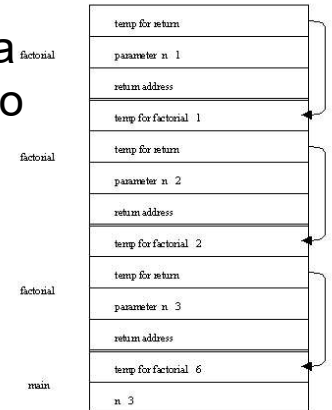 a
o
temp for return
factorial
parameter n 1
return address
temp for factorial 1
temp for return
factorial
parameter n 2
return address
temp for factorial 2
temp for return
factorial
parameter n 3
return address
temp for factorial 6
main
n 3